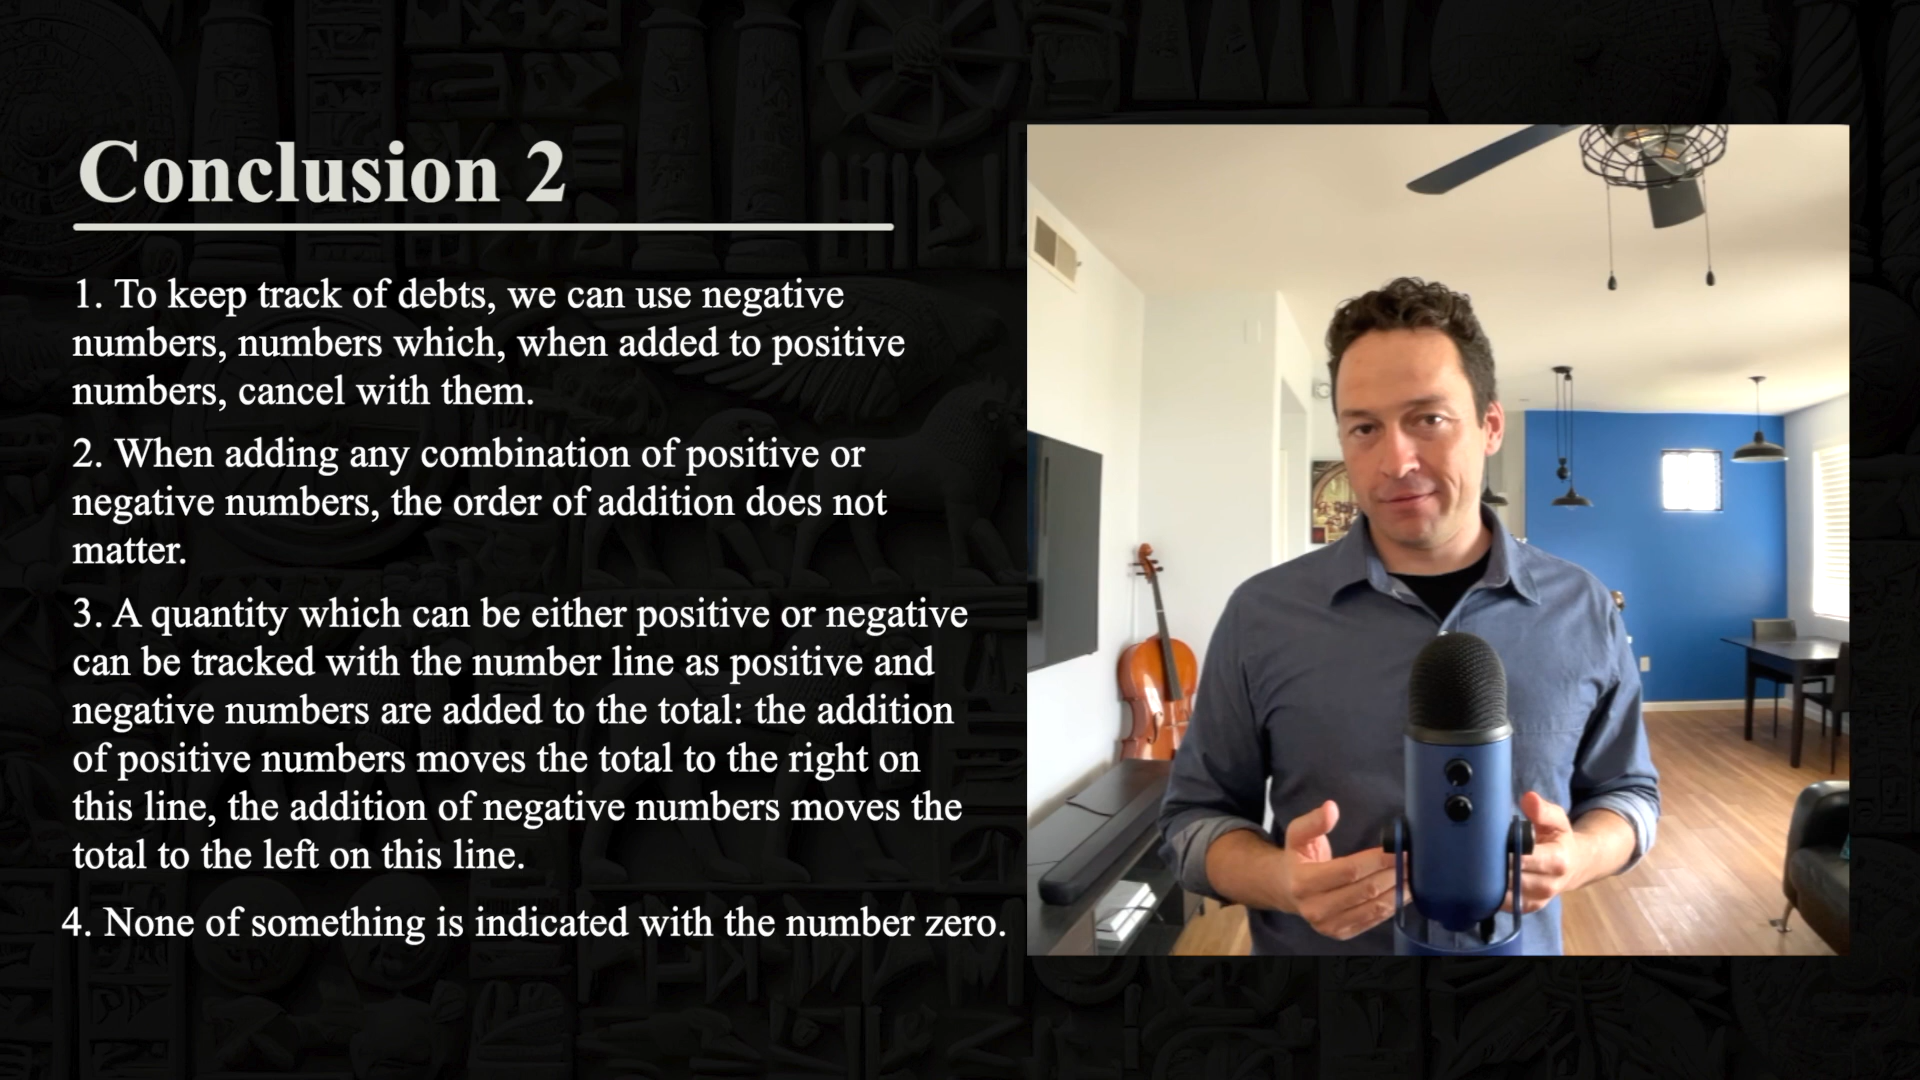 Conclusion 2
1. To keep track of debts, we can use negative
numbers, numbers which, when added to positive
numbers, cancel with them.
2. When adding any combination of positive or
negative numbers, the order of addition does not
matter.
3. A quantity which can be either positive or negative
can be tracked with the number line as positive and
negative numbers are added to the total: the addition
of positive numbers moves the total to the right on
this line, the addition of negative numbers moves the
total to the left on this line.
4. None of something is indicated with the number zero.